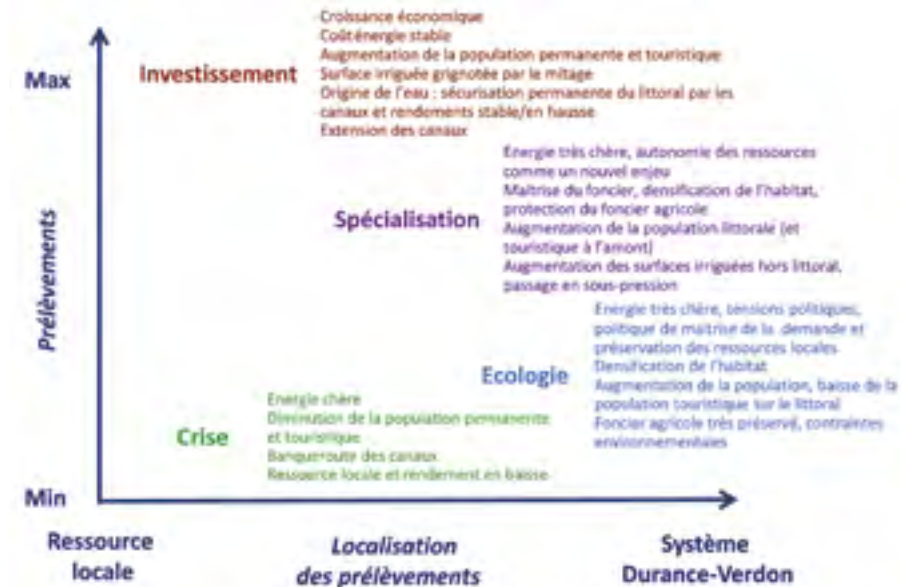 Croissance économique
Coût énergie stable
Augmentation de la population permanente et touristique
Surface irriguée grignotée par le mitage
Origine de l'eau : sécurisation permanente du littoral par les
canaux et rendements stable/en hausse
Extension des canaux
Investissement
Max
Energie très chère, autonomie des ressources
comme un nouvel enjeu
Maîtrise du foncier, densification de l'habitat,
protection du foncier agricole
Augmentation de la population littorale (et
touristique à l'amont)
Augmentation des surfaces irriguées hors littoral,
passage en sous-pression
Spécialisation
Prélèvements
Energie très chère, tensions politiques,
politique de maîtrise de la demande et
préservation des ressources locales
Densification de l'habitat
Augmentation de la population, baisse de la
population touristique sur le littoral
Foncier agricole très préservé, contraintes
environnementales
Ecologie
Energie chère
Diminution de la population permanente
et touristique
Banqueroute des canaux
Ressource locale et rendement en baisse
Crise
Min
Ressource
locale
Localisation
des prélèvements
Système
Durance-Verdon